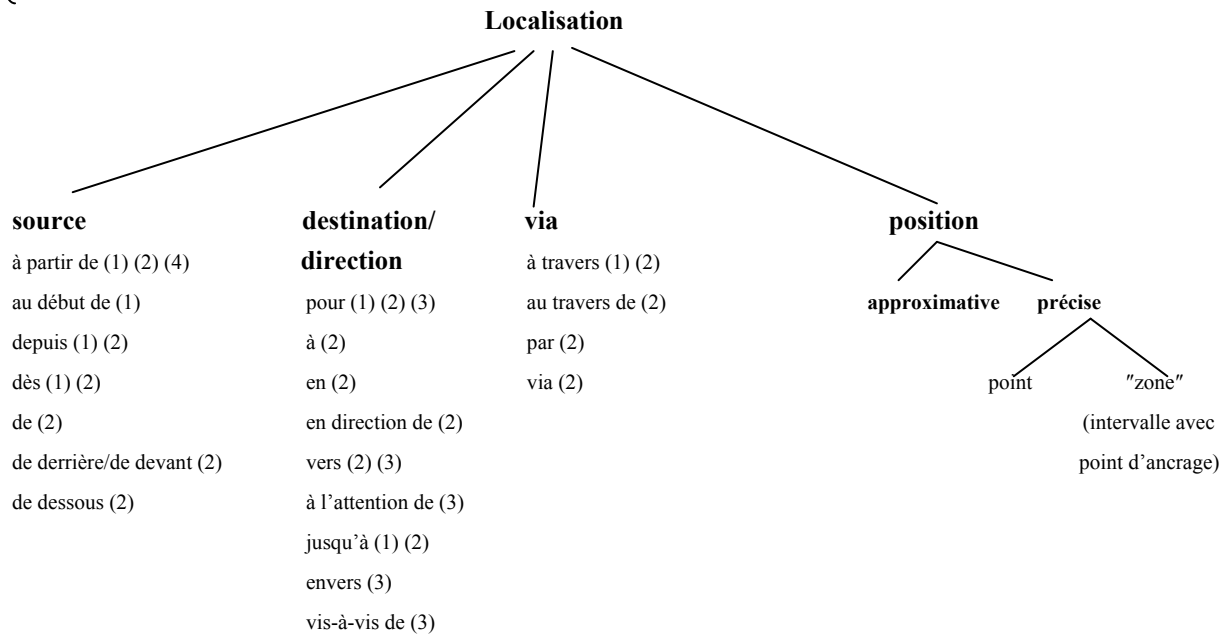 Localisation
source
à partir de (1) (2) (4)
au début de (1)
depuis (1) (2)
dès (1) (2)
de (2)
de derrière/de devant (2)
de dessous (2)
destination/
direction
pour (1) (2) (3)
à (2)
en (2)
en direction de (2)
vers (2) (3)
à l’attention de (3)
jusqu’à (1) (2)
envers (3)
vis-à-vis de (3)
via
à travers (1) (2)
au travers de (2)
par (2)
via (2)
position
approximative
précise
point
″zone″
(intervalle avec
point d’ancrage)